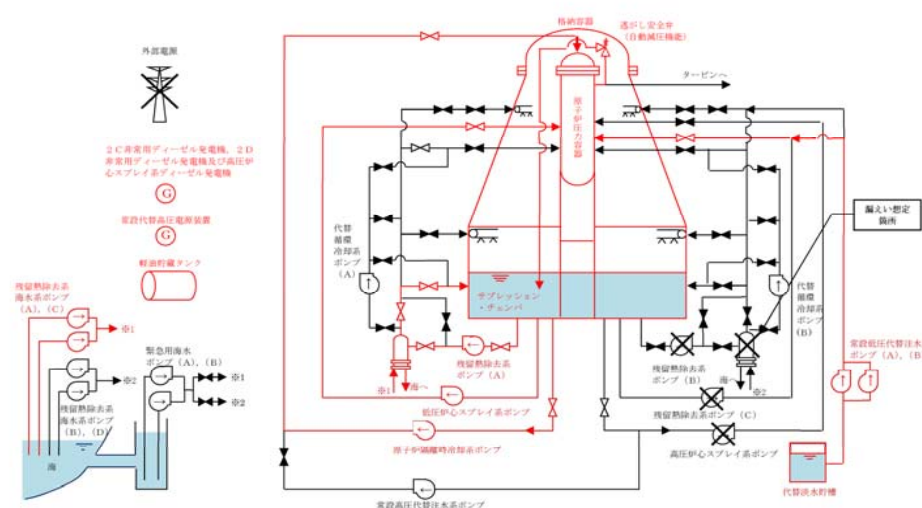 外部電源
2C非常用ディーゼル発電機,2D
非常用ディーゼル発電機及び高圧炉
心スプレイ系ディーゼル発電機
G
常設代替高圧電源装置
G
軽油貯蔵タンク
残留熱除去系
海水系ポンプ
(A),(C)
※1
※2
残留熱除去系
海水系ポンプ
(B),(D)
海
緊急用海水
ポンプ(A),(B)
※1
※2
格納容器
逃がし安全弁
(自動減圧機能)
タービンへ
原子炉圧力容器
代替
循環
冷却系
ポンプ
(A)
サプレッション
・チェンバ
漏えい想定
箇所
代替
循環
冷却系
ポンプ
(B)
残留熱除去系
ポンプ(A)
※1
海へ
残留熱除去系
ポンプ(B)
海へ
※2
低圧炉心スプレイ系ポンプ
残留熱除去系ポンプ(C)
原子炉隔離時冷却系ポンプ
高圧炉心スプレイ系ポンプ
常設高圧代替注水系ポンプ
常設低圧代替注水系
ポンプ(A),(B)
代替淡水貯槽